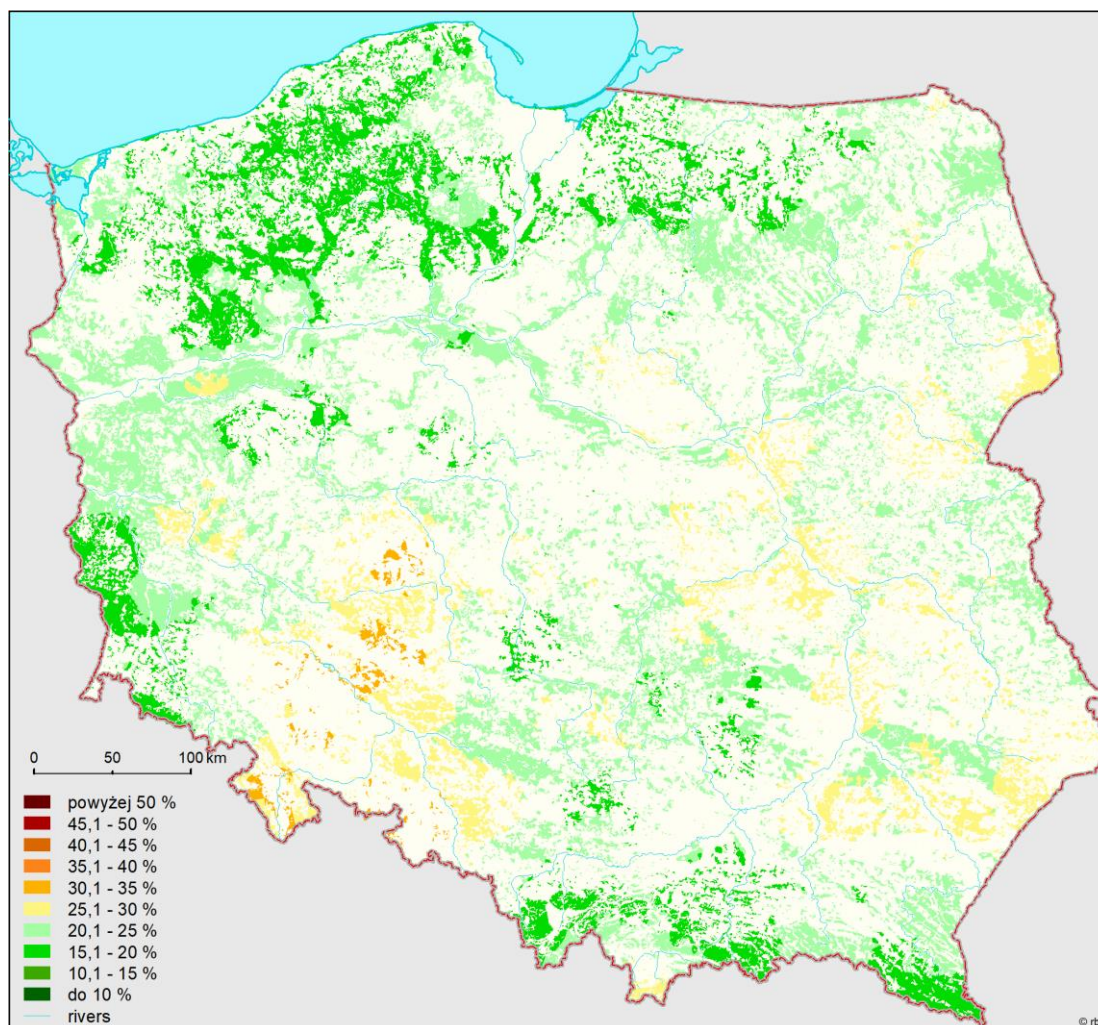 0 50 100 km
powyżej 50 %
45,1 - 50 %
40,1 - 45 %
35,1 - 40 %
30,1 - 35 %
25,1 - 30 %
20,1 - 25 %
15,1 - 20 %
10,1 - 15 %
do 10 %
rivers
© rb